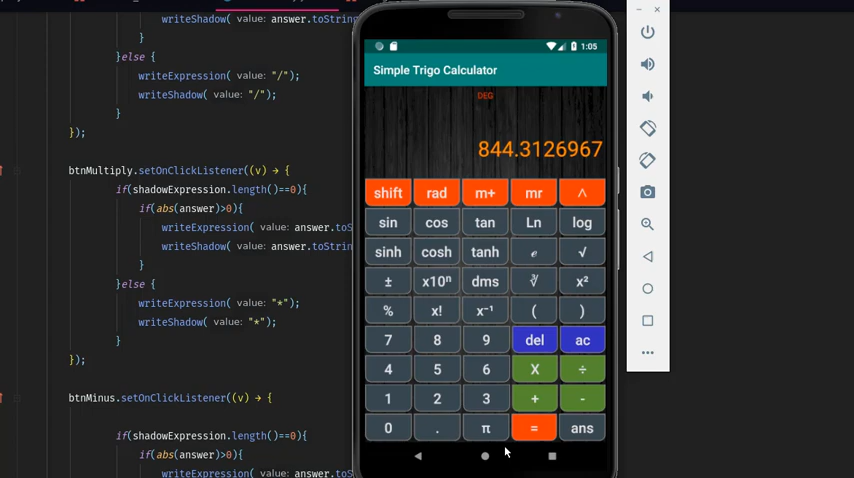 writeShadow( value: answer.toString
}
}else {
writeExpression( value: "/");
writeShadow( value: "/");
}
});
btnMultiply.setOnClickListener((v) → {
if(shadowExpression.length()==0){
if(abs(answer)>0){
writeExpression( value: answer.toS
writeShadow( value: answer.toString
}
}else {
writeExpression( value: "*");
writeShadow( value: "*");
}
});
btnMinus.setOnClickListener((v) → {
if(shadowExpression.length()==0){
if(abs(answer)>0){
writeExpression( value: answer.toS
1:05
Simple Trigo Calculator
DEG
844.3126967
shift rad m+ mr ^
sin cos tan Ln log
sinh cosh tanh e √
± x10ⁿ dms ∛ x²
% x! x⁻¹ ( )
7 8 9 del ac
4 5 6 X ÷
1 2 3 + -
0 . π = ans